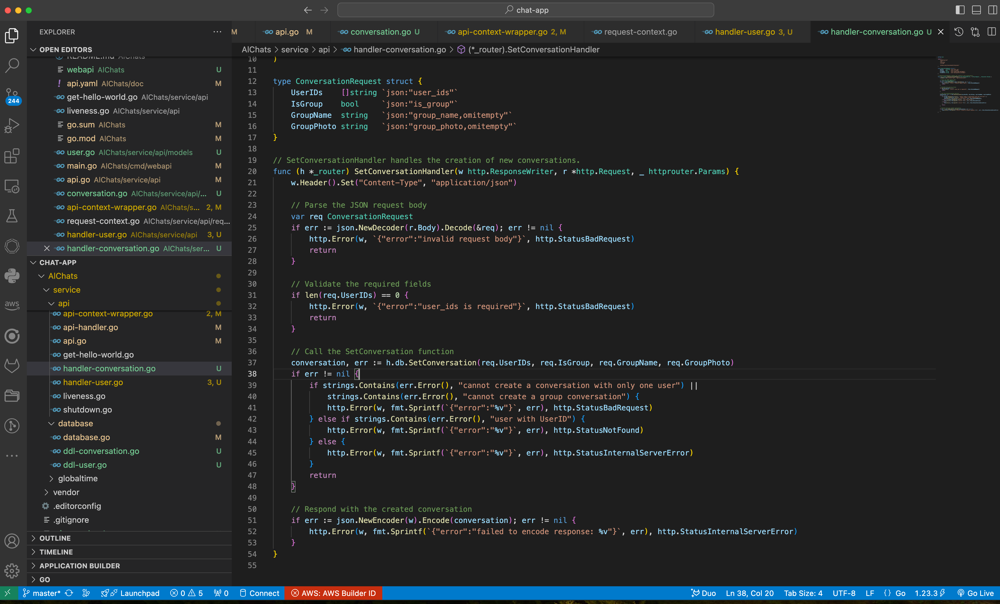 chat-app
EXPLORER
M
api.go M
conversation.go U
api-context-wrapper.go 2, M
request-context.go
handler-user.go 3, U
handler-conversation.go U
OPEN EDITORS
AlChats > service > api > handler-conversation.go > (*_router).SetConversationHandler
README.md AlChats
webapi AlChats U
api.yaml AlChats/doc M
get-hello-world.go AlChats/service/api
liveness.go AlChats/service/api
go.sum AlChats M
go.mod AlChats M
user.go AlChats/service/api/models U
main.go AlChats/cmd/webapi M
api.go AlChats/service/api M
conversation.go AlChats/service/api/... U
api-context-wrapper.go AlChats/s... 2, M
request-context.go AlChats/service/api/req...
handler-user.go AlChats/service/api 3, U
handler-conversation.go AlChats/ser... U
CHAT-APP
AlChats
service
api
api-context-wrapper.go 2, M
api-handler.go M
api.go M
get-hello-world.go
handler-conversation.go U
handler-user.go 3, U
liveness.go
shutdown.go
database
database.go M
ddl-conversation.go U
ddl-user.go U
globaltime
vendor
.editorconfig
.gitignore
OUTLINE
TIMELINE
APPLICATION BUILDER
GO
244
aws
10 )
11
12 type ConversationRequest struct {
13 UserIDs []string `json:"user_ids"`
14 IsGroup bool `json:"is_group"`
15 GroupName string `json:"group_name,omitempty"`
16 GroupPhoto string `json:"group_photo,omitempty"`
17 }
18
19 // SetConversationHandler handles the creation of new conversations.
20 func (h *_router) SetConversationHandler(w http.ResponseWriter, r *http.Request, _ httprouter.Params) {
21 w.Header().Set("Content-Type", "application/json")
22
23 // Parse the JSON request body
24 var req ConversationRequest
25 if err := json.NewDecoder(r.Body).Decode(&req); err != nil {
26 http.Error(w, `{"error":"invalid request body"}`, http.StatusBadRequest)
27 return
28 }
29
30 // Validate the required fields
31 if len(req.UserIDs) == 0 {
32 http.Error(w, `{"error":"user_ids is required"}`, http.StatusBadRequest)
33 return
34 }
35
36 // Call the SetConversation function
37 conversation, err := h.db.SetConversation(req.UserIDs, req.IsGroup, req.GroupName, req.GroupPhoto)
38 if err != nil {
39 if strings.Contains(err.Error(), "cannot create a conversation with only one user") ||
40 strings.Contains(err.Error(), "cannot create a group conversation") {
41 http.Error(w, fmt.Sprintf(`{"error":"%v"}`, err), http.StatusBadRequest)
42 } else if strings.Contains(err.Error(), "user with UserID") {
43 http.Error(w, fmt.Sprintf(`{"error":"%v"}`, err), http.StatusNotFound)
44 } else {
45 http.Error(w, fmt.Sprintf(`{"error":"%v"}`, err), http.StatusInternalServerError)
46 }
47 return
48 }
49
50 // Respond with the created conversation
51 if err := json.NewEncoder(w).Encode(conversation); err != nil {
52 http.Error(w, fmt.Sprintf(`{"error":"failed to encode response: %v"}`, err), http.StatusInternalServerError)
53 }
54 }
55
master* Launchpad 0 5 0 Connect AWS: AWS Builder ID Duo Ln 38, Col 20 Tab Size: 4 UTF-8 LF {} Go 1.23.3 Go Live